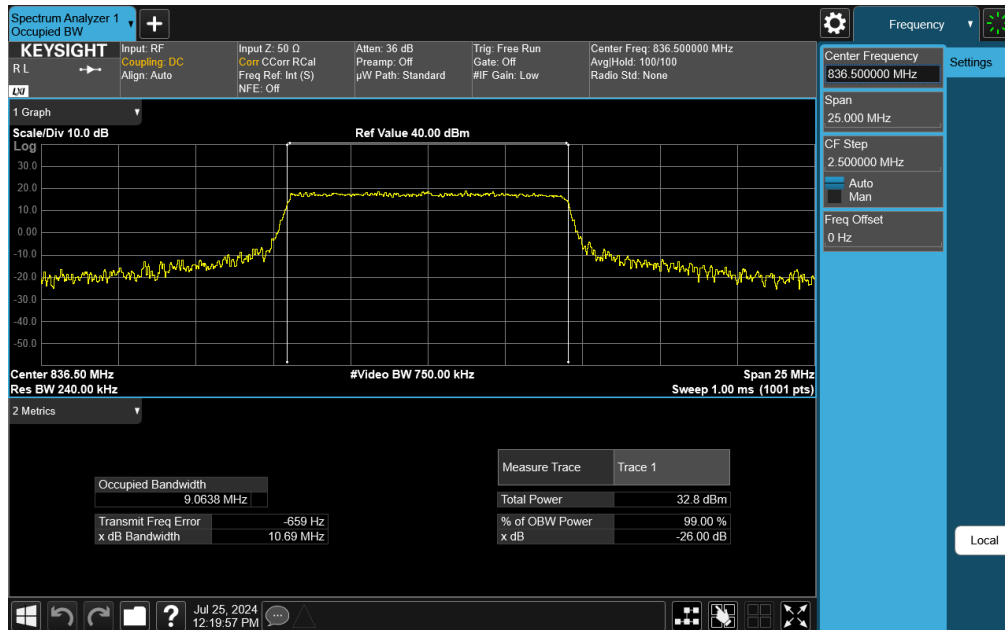 Spectrum Analyzer 1
Occupied BW
+
Frequency
KEYSIGHT
R L
LXI
Input: RF
Coupling: DC
Align: Auto
Input Z: 50 Ω
Corr CCorr RCal
Freq Ref: Int (S)
NFE: Off
Atten: 36 dB
Preamp: Off
µW Path: Standard
Trig: Free Run
Gate: Off
#IF Gain: Low
Center Freq: 836.500000 MHz
Avg|Hold: 100/100
Radio Std: None
Center Frequency
836.500000 MHz
Settings
Span
25.000 MHz
CF Step
2.500000 MHz
Auto
Man
Freq Offset
0 Hz
1 Graph
Scale/Div 10.0 dB
Ref Value 40.00 dBm
Log
30.0
20.0
10.0
0.00
-10.0
-20.0
-30.0
-40.0
-50.0
Center 836.50 MHz
#Video BW 750.00 kHz
Span 25 MHz
Res BW 240.00 kHz
Sweep 1.00 ms (1001 pts)
2 Metrics
Occupied Bandwidth
9.0638 MHz
Transmit Freq Error -659 Hz
x dB Bandwidth 10.69 MHz
Measure Trace Trace 1
Total Power 32.8 dBm
% of OBW Power 99.00 %
x dB -26.00 dB
Local
?
Jul 25, 2024
12:19:57 PM